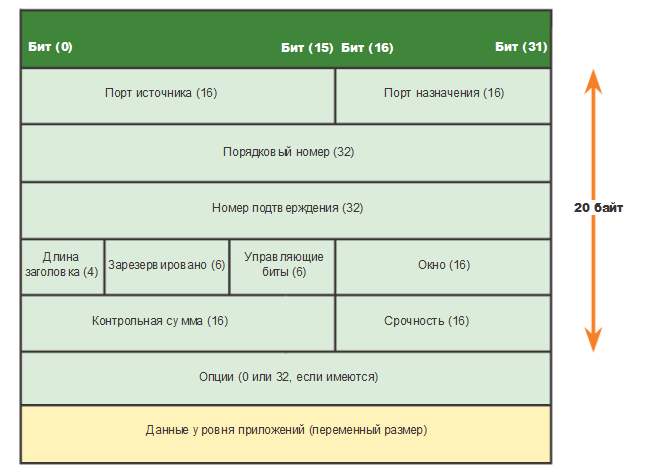 Бит (0) Бит (15) Бит (16) Бит (31)
Порт источника (16) Порт назначения (16)
Порядковый номер (32)
Номер подтверждения (32)
20 байт
Длина
заголовка (4)
Зарезервировано (6)
Управляющие
биты (6)
Окно (16)
Контрольная сумма (16) Срочность (16)
Опции (0 или 32, если имеются)
Данные уровня приложений (переменный размер)